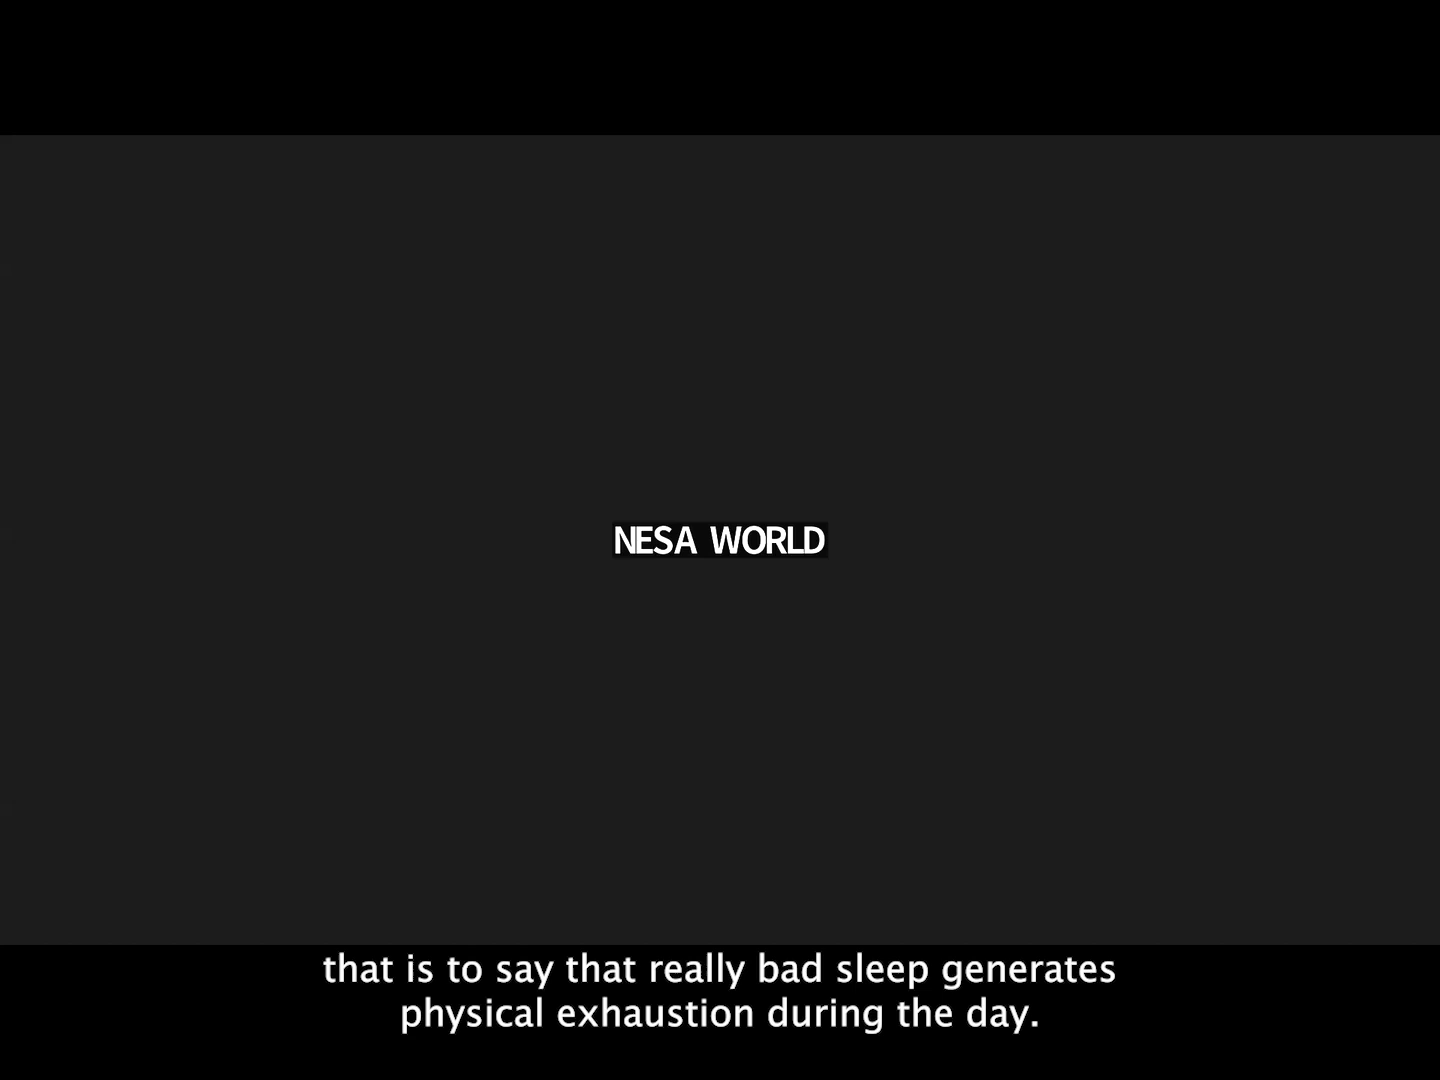 NESA WORLD
that is to say that really bad sleep generates
physical exhaustion during the day.